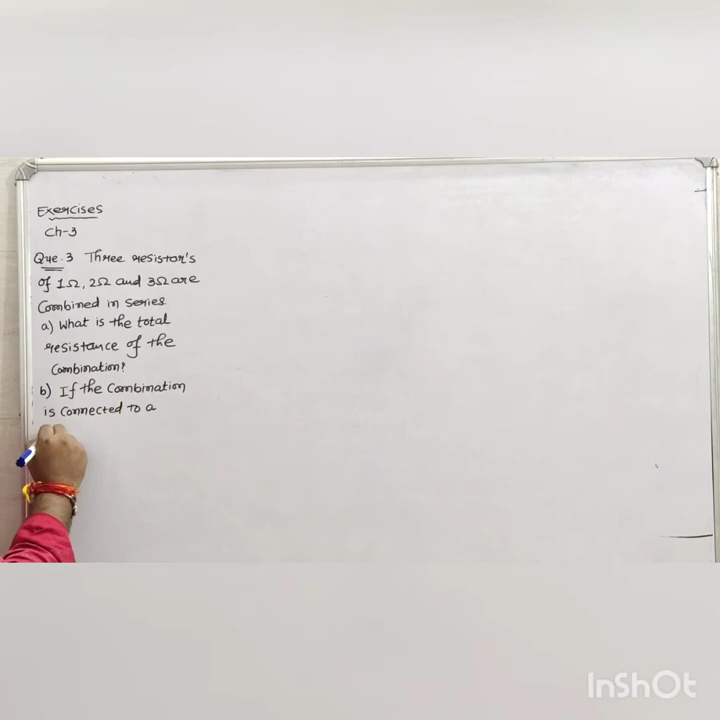 Exercises
Ch-3
Que.3 Three resistor's
of 1Ω, 2Ω and 3Ω are
Combined in series.
a) What is the total
resistance of the
Combination?
b) If the Combination
is Connected to a
InShOt